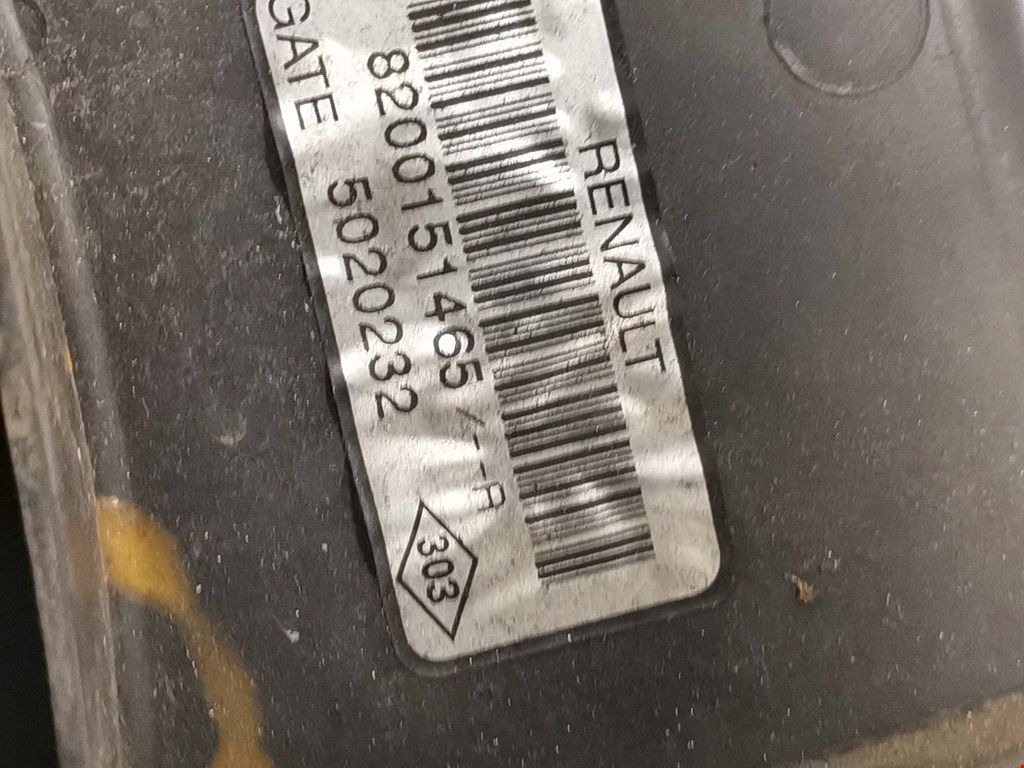 RENAULT
8200151465 /--A
GATE 5020232
303